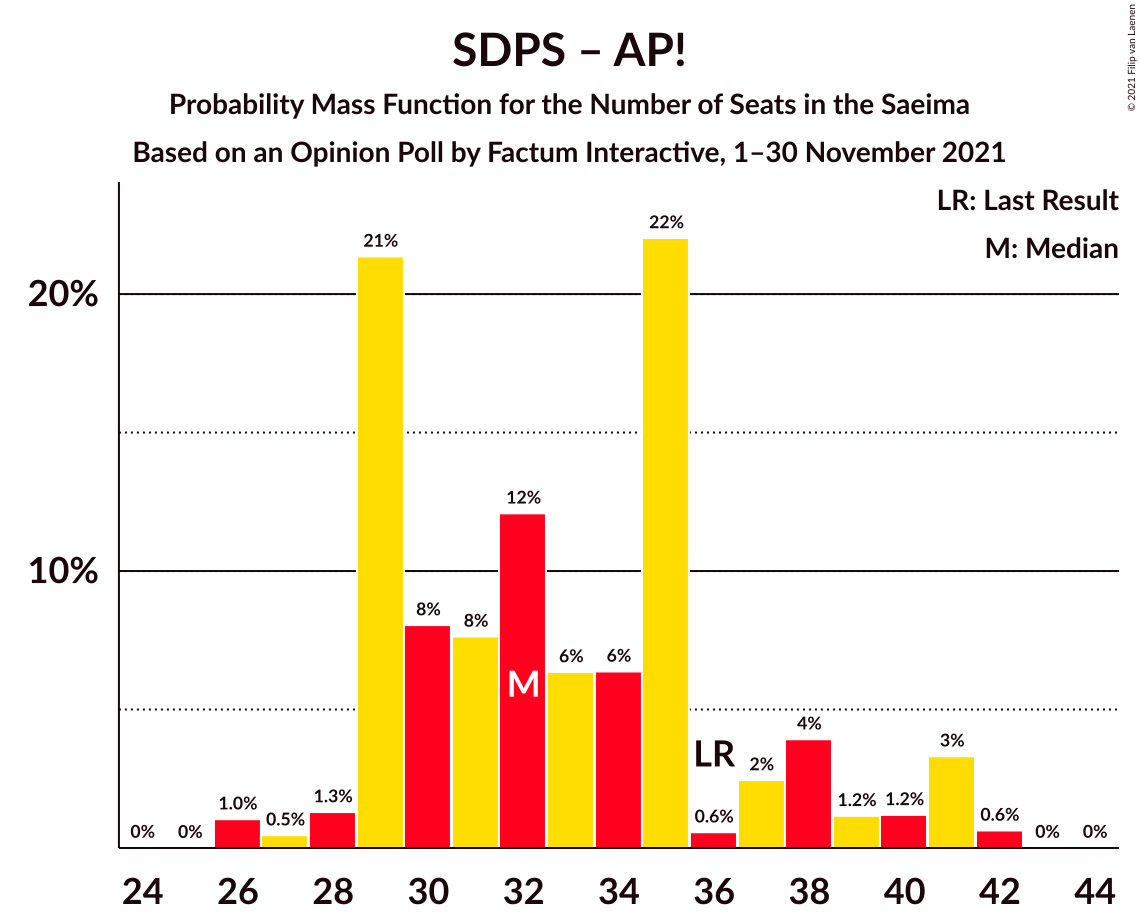 SDPS – AP!
Probability Mass Function for the Number of Seats in the Saeima
Based on an Opinion Poll by Factum Interactive, 1–30 November 2021
© 2021 Filip van Laenen
LR: Last Result
M: Median
20%
10%
0%
0%
1.0%
0.5%
1.3%
21%
8%
8%
12%
6%
6%
22%
0.6%
2%
4%
1.2%
1.2%
3%
0.6%
0%
0%
M
LR
24 26 28 30 32 34 36 38 40 42 44